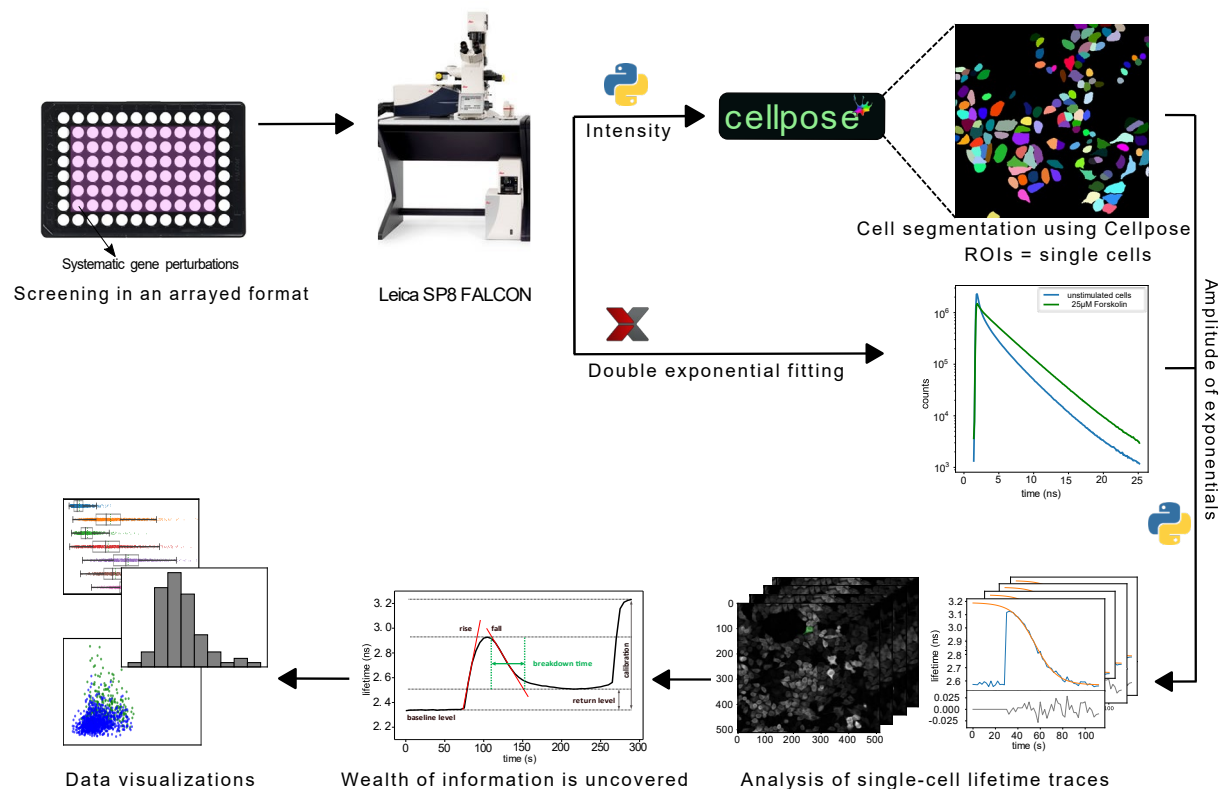 Systematic gene perturbations
Screening in an arrayed format
Leica SP8 FALCON
Intensity
cellpose
Cell segmentation using Cellpose
ROIs = single cells
Double exponential fitting
unstimulated cells
25µM Forskolin
10⁶
10⁵
10⁴
10³
counts
0 5 10 15 20 25
time (ns)
Amplitude of exponentials
3.2
3.0
2.8
2.6
2.4
2.2
lifetime (ns)
rise
fall
breakdown time
calibration
return level
baseline level
0 50 100 150 200 250 300
time (s)
0
100
200
300
400
500
0 100 200 300 400 500
3.2
3.1
3.0
2.9
2.8
2.7
2.6
lifetime (ns)
0.025
0.000
-0.025
0 20 40 60 80 100
time (s)
Data visualizations
Wealth of information is uncovered
Analysis of single-cell lifetime traces